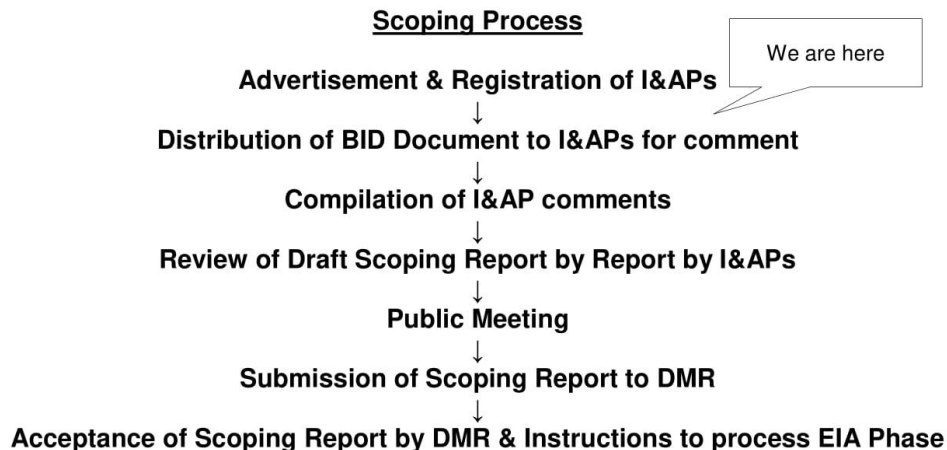 Scoping Process
We are here
Advertisement & Registration of I&APs
↓
Distribution of BID Document to I&APs for comment
↓
Compilation of I&AP comments
↓
Review of Draft Scoping Report by Report by I&APs
↓
Public Meeting
↓
Submission of Scoping Report to DMR
↓
Acceptance of Scoping Report by DMR & Instructions to process EIA Phase